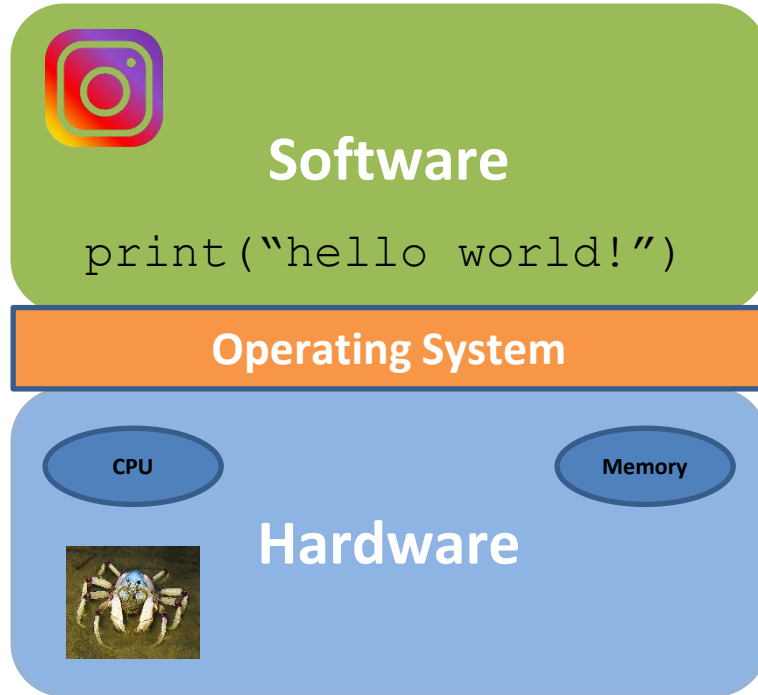 Software
print(“hello world!”)
Operating System
CPU
Memory
Hardware